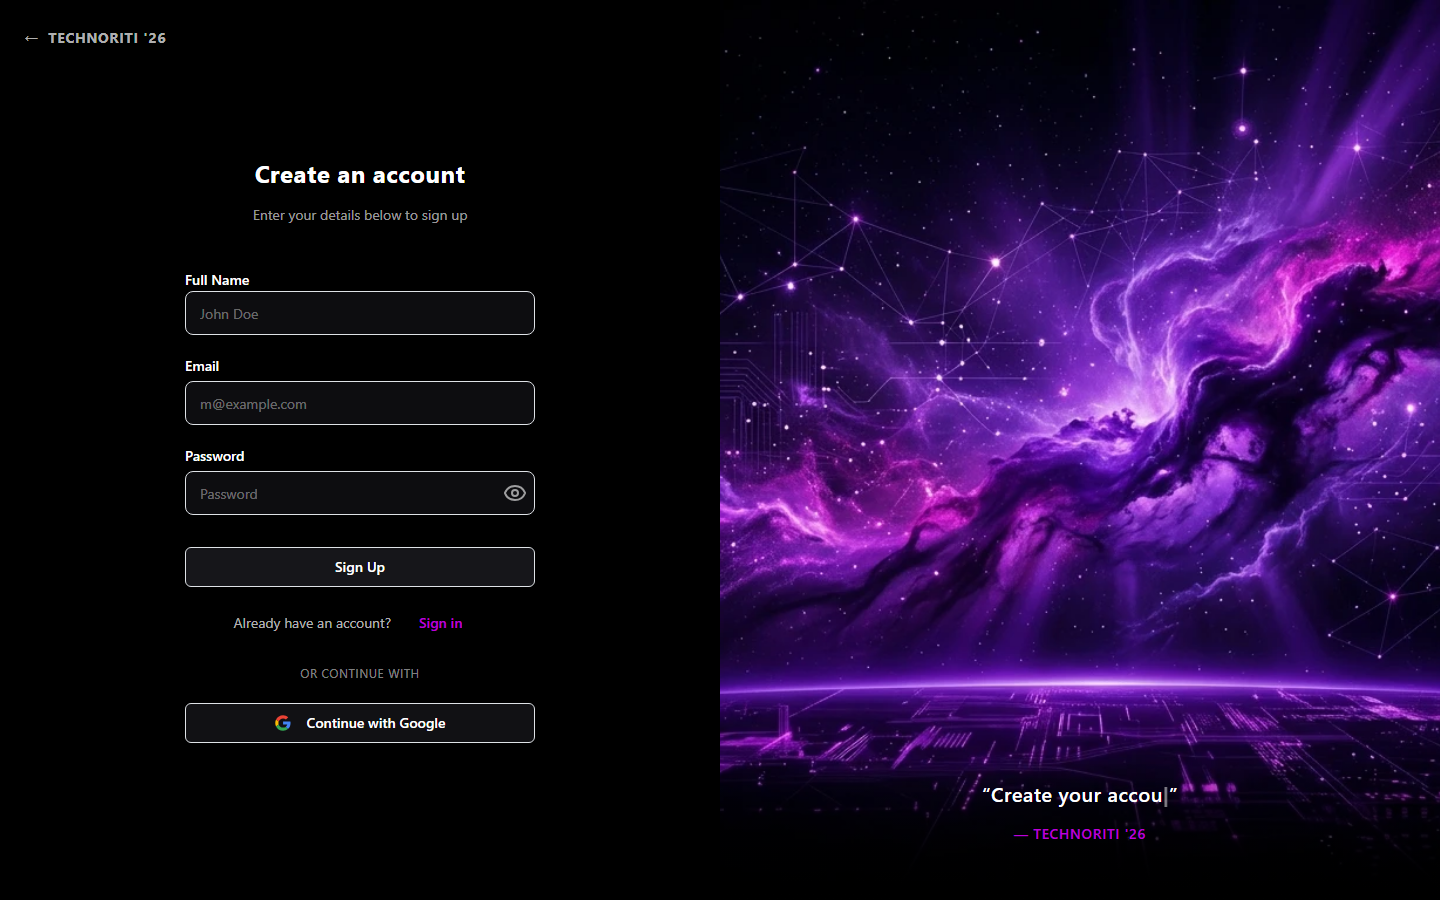 ← TECHNORITI '26
Create an account
Enter your details below to sign up
Full Name
John Doe
Email
m@example.com
Password
Password
Sign Up
Already have an account? Sign in
OR CONTINUE WITH
Continue with Google
“Create your accou|”
— TECHNORITI '26